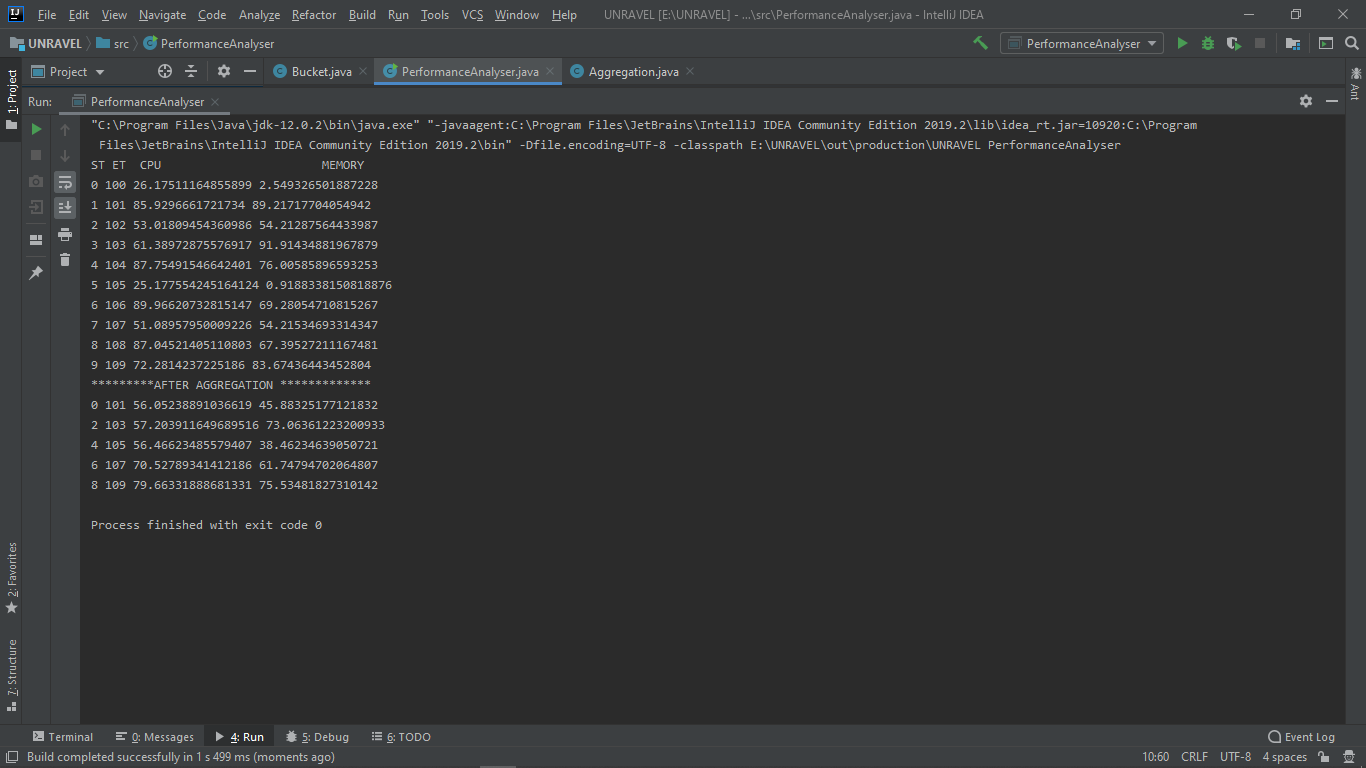 File Edit View Navigate Code Analyze Refactor Build Run Tools VCS Window Help UNRAVEL [E:\UNRAVEL] - ...\src\PerformanceAnalyser.java - IntelliJ IDEA
UNRAVEL src PerformanceAnalyser PerformanceAnalyser
Project Bucket.java PerformanceAnalyser.java Aggregation.java
1: Project
Ant
Run: PerformanceAnalyser
"C:\Program Files\Java\jdk-12.0.2\bin\java.exe" "-javaagent:C:\Program Files\JetBrains\IntelliJ IDEA Community Edition 2019.2\lib\idea_rt.jar=10920:C:\Program
Files\JetBrains\IntelliJ IDEA Community Edition 2019.2\bin" -Dfile.encoding=UTF-8 -classpath E:\UNRAVEL\out\production\UNRAVEL PerformanceAnalyser
ST ET CPU MEMORY
0 100 26.17511164855899 2.549326501887228
1 101 85.9296661721734 89.21717704054942
2 102 53.01809454360986 54.21287564433987
3 103 61.38972875576917 91.91434881967879
4 104 87.75491546642401 76.00585896593253
5 105 25.177554245164124 0.9188338150818876
6 106 89.96620732815147 69.28054710815267
7 107 51.08957950009226 54.21534693314347
8 108 87.04521405110803 67.39527211167481
9 109 72.2814237225186 83.67436443452804
*********AFTER AGGREGATION *************
0 101 56.05238891036619 45.88325177121832
2 103 57.203911649689516 73.06361223200933
4 105 56.46623485579407 38.46234639050721
6 107 70.52789341412186 61.74794702064807
8 109 79.66331888681331 75.53481827310142
Process finished with exit code 0
2: Favorites
7: Structure
Terminal 0: Messages 4: Run 5: Debug 6: TODO Event Log
Build completed successfully in 1 s 499 ms (moments ago) 10:60 CRLF UTF-8 4 spaces